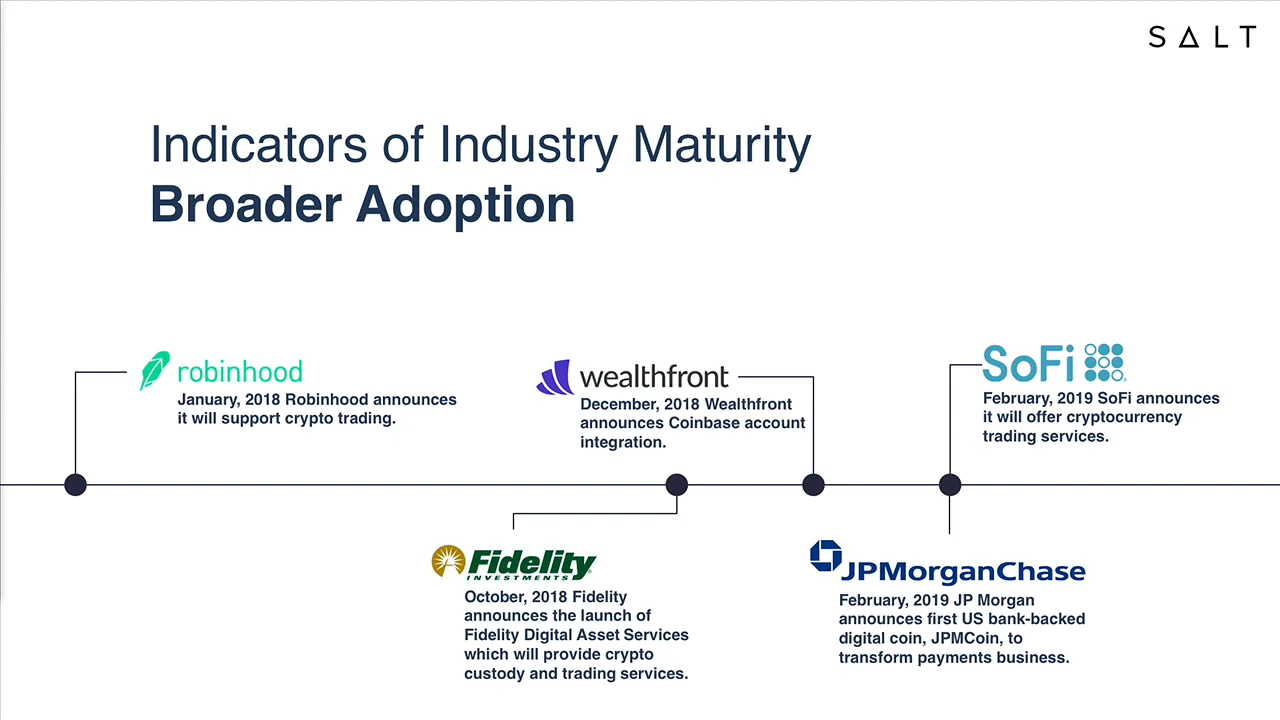 SALT
Indicators of Industry Maturity
Broader Adoption
robinhood
January, 2018 Robinhood announces
it will support crypto trading.
wealthfront
December, 2018 Wealthfront
announces Coinbase account
integration.
SoFi
February, 2019 SoFi announces
it will offer cryptocurrency
trading services.
Fidelity
INVESTMENTS
October, 2018 Fidelity
announces the launch of
Fidelity Digital Asset Services
which will provide crypto
custody and trading services.
JPMorganChase
February, 2019 JP Morgan
announces first US bank-backed
digital coin, JPMCoin, to
transform payments business.